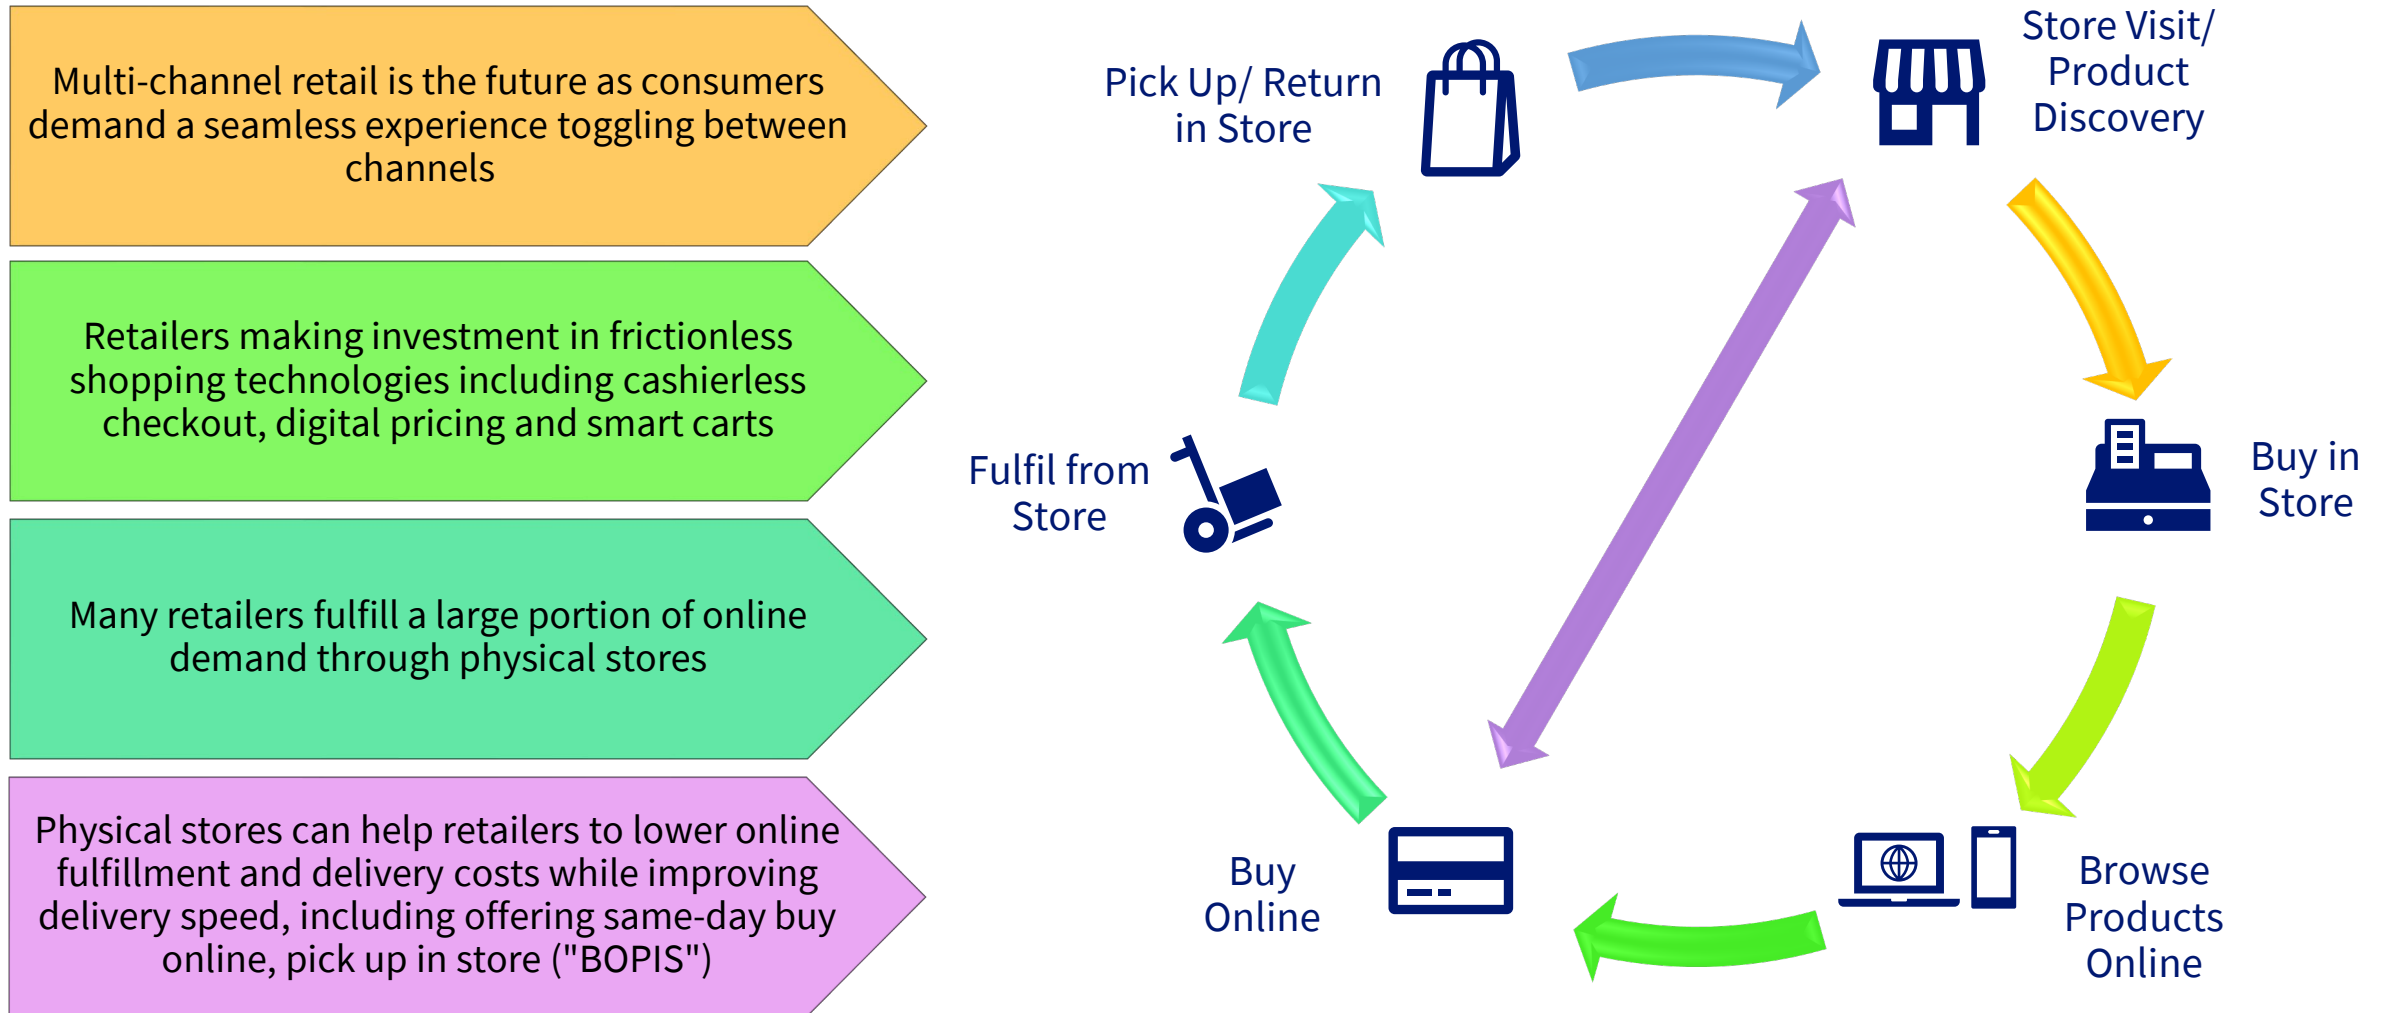 Multi-channel retail is the future as consumers
demand a seamless experience toggling between
channels
Retailers making investment in frictionless
shopping technologies including cashierless
checkout, digital pricing and smart carts
Many retailers fulfill a large portion of online
demand through physical stores
Physical stores can help retailers to lower online
fulfillment and delivery costs while improving
delivery speed, including offering same-day buy
online, pick up in store ("BOPIS")
Pick Up/ Return
in Store
Store Visit/
Product
Discovery
Fulfil from
Store
Buy in
Store
Buy
Online
Browse
Products
Online